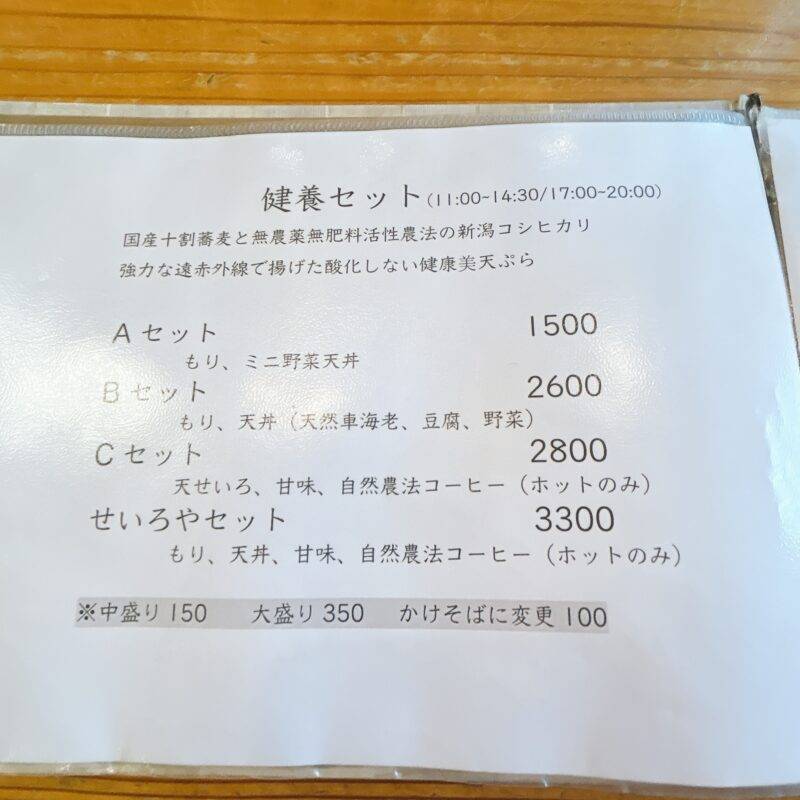 健養セット(11:00~14:30/17:00~20:00)
国産十割蕎麦と無農薬無肥料活性農法の新潟コシヒカリ
強力な遠赤外線で揚げた酸化しない健康美天ぷら
Aセット 1500
もり、ミニ野菜天丼
Bセット 2600
もり、天丼（天然車海老、豆腐、野菜）
Cセット 2800
天せいろ、甘味、自然農法コーヒー（ホットのみ）
せいろやセット 3300
もり、天丼、甘味、自然農法コーヒー（ホットのみ）
※中盛り150 大盛り350 かけそばに変更100